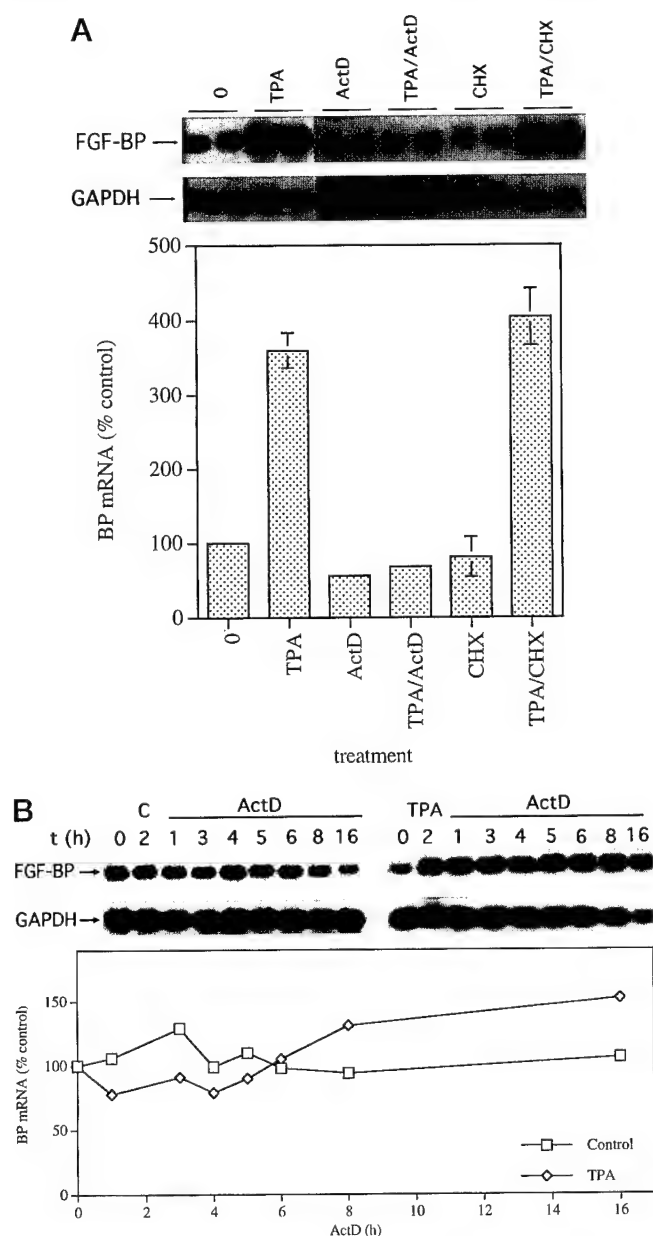 A
0 TPA ActD TPA/ActD CHX TPA/CHX
FGF-BP
GAPDH
BP mRNA (% control)
500
400
300
200
100
0
0 TPA ActD TPA/ActD CHX TPA/CHX
treatment
B
C ActD TPA ActD
t (h) 0 2 1 3 4 5 6 8 16 0 2 1 3 4 5 6 8 16
FGF-BP
GAPDH
BP mRNA (% control)
150
100
50
0
Control
TPA
0 2 4 6 8 10 12 14 16
ActD (h)